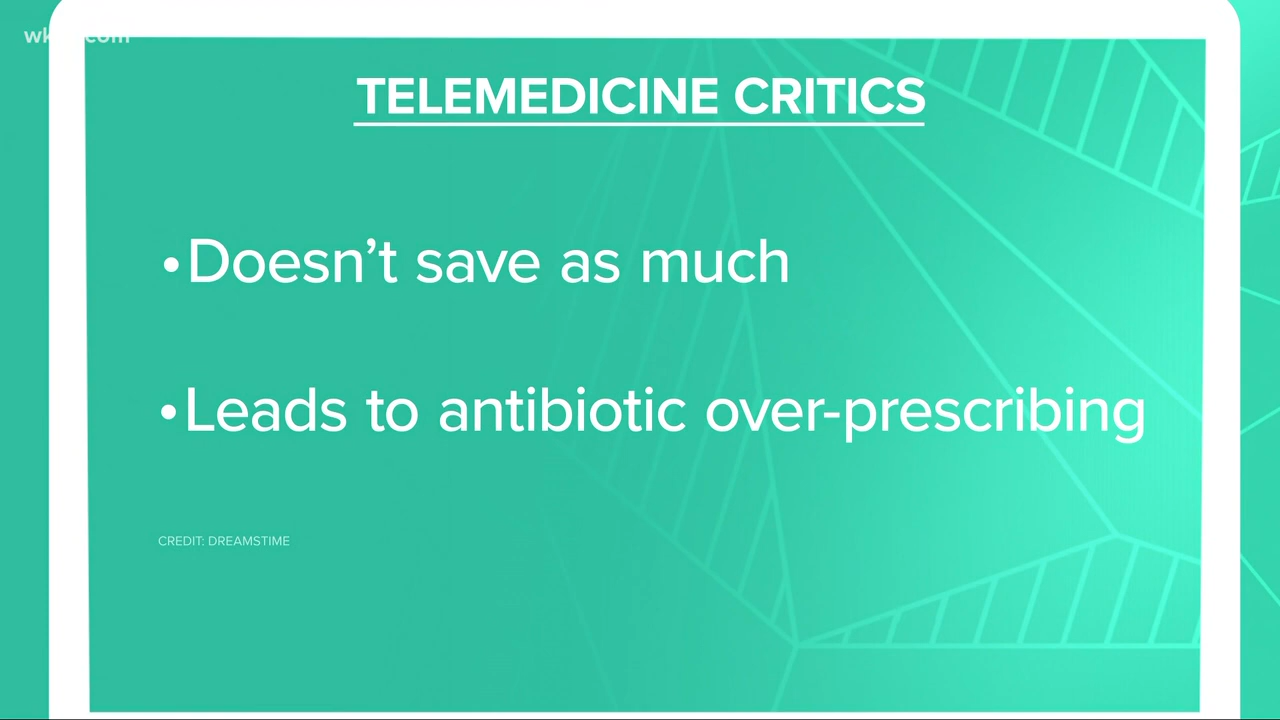 TELEMEDICINE CRITICS
•Doesn’t save as much
•Leads to antibiotic over-prescribing
CREDIT: DREAMSTIME